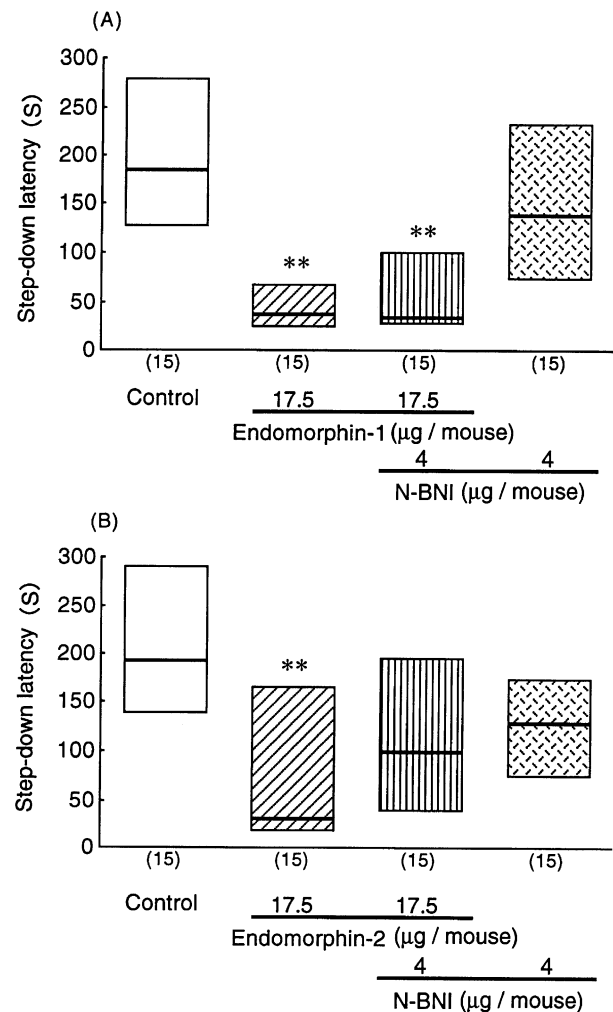 (A)
300
250
200
150
100
50
0
Step-down latency (S)
**
**
(15) (15) (15) (15)
Control 17.5 17.5
Endomorphin-1 (μg / mouse)
4 4
N-BNI (μg / mouse)
(B)
300
250
200
150
100
50
0
Step-down latency (S)
**
(15) (15) (15) (15)
Control 17.5 17.5
Endomorphin-2 (μg / mouse)
4 4
N-BNI (μg / mouse)